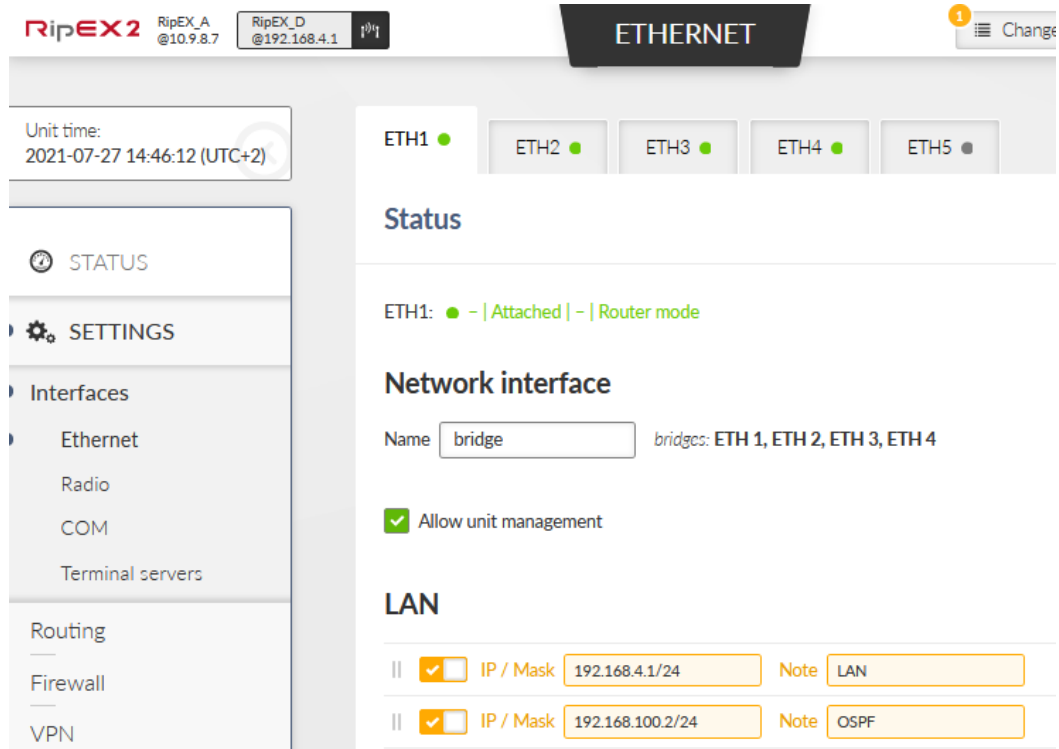 RipEX2 RipEX_A RipEX_D ETHERNET 1 Change
@10.9.8.7 @192.168.4.1
Unit time:
2021-07-27 14:46:12 (UTC+2)
ETH1 ETH2 ETH3 ETH4 ETH5
Status
STATUS
ETH1: – | Attached | – | Router mode
SETTINGS
Network interface
Interfaces
Name bridge bridges: ETH 1, ETH 2, ETH 3, ETH 4
Ethernet
Radio
COM
Allow unit management
Terminal servers
LAN
Routing
IP / Mask 192.168.4.1/24 Note LAN
Firewall
IP / Mask 192.168.100.2/24 Note OSPF
VPN